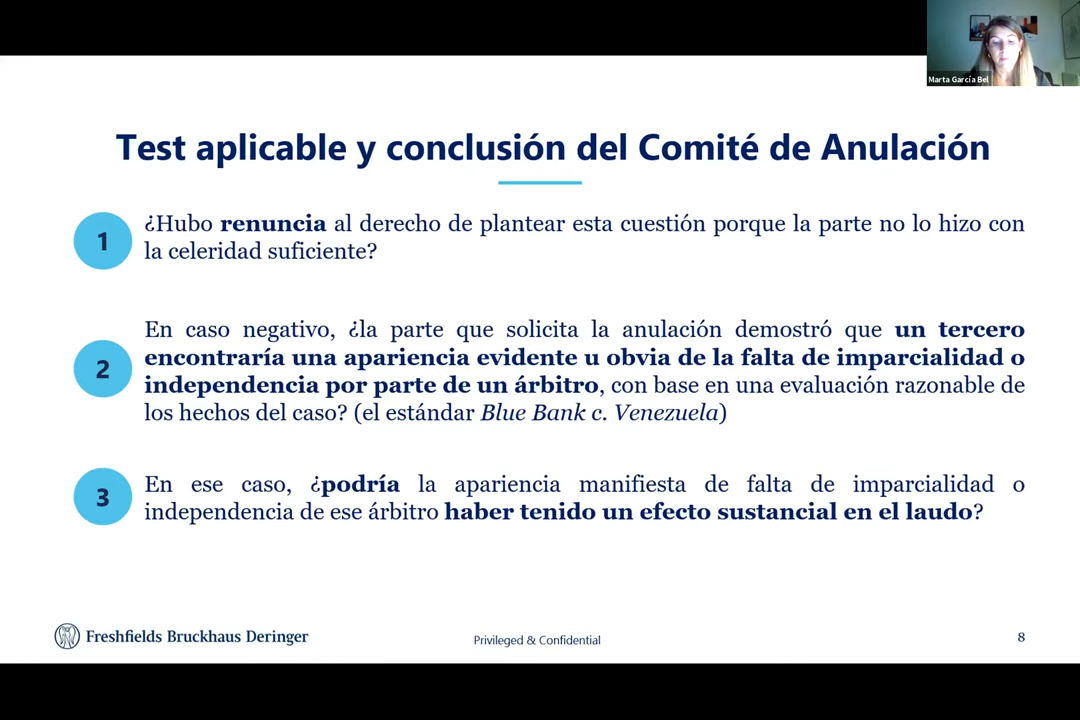 Marta García Bel
Test aplicable y conclusión del Comité de Anulación
1
¿Hubo renuncia al derecho de plantear esta cuestión porque la parte no lo hizo con
la celeridad suficiente?
2
En caso negativo, ¿la parte que solicita la anulación demostró que un tercero
encontraría una apariencia evidente u obvia de la falta de imparcialidad o
independencia por parte de un árbitro, con base en una evaluación razonable de
los hechos del caso? (el estándar Blue Bank c. Venezuela)
3
En ese caso, ¿podría la apariencia manifiesta de falta de imparcialidad o
independencia de ese árbitro haber tenido un efecto sustancial en el laudo?
Freshfields Bruckhaus Deringer
Privileged & Confidential
8